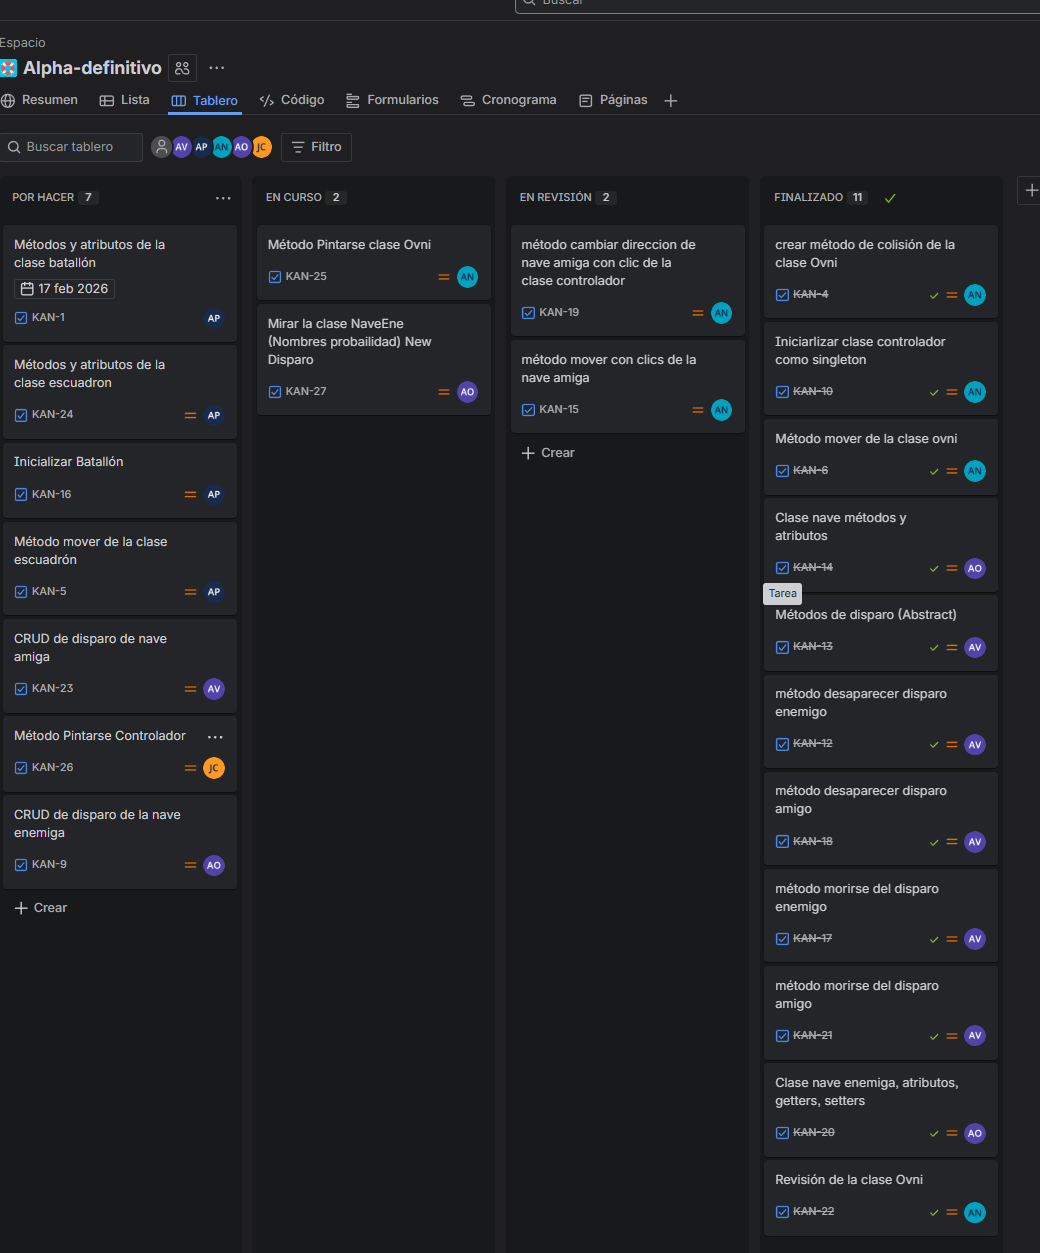 Buscar
Espacio
Alpha-definitivo
Resumen
Lista
Tablero
Código
Formularios
Cronograma
Páginas
Buscar tablero
AV
AP
AN
AO
JC
Filtro
POR HACER 7
Métodos y atributos de la
clase batallón
17 feb 2026
KAN-1
AP
Métodos y atributos de la
clase escuadron
KAN-24
AP
Inicializar Batallón
KAN-16
AP
Método mover de la clase
escuadrón
KAN-5
AP
CRUD de disparo de nave
amiga
KAN-23
AV
Método Pintarse Controlador
KAN-26
JC
CRUD de disparo de la nave
enemiga
KAN-9
AO
Crear
EN CURSO 2
Método Pintarse clase Ovni
KAN-25
AN
Mirar la clase NaveEne
(Nombres probailidad) New
Disparo
KAN-27
AO
EN REVISIÓN 2
método cambiar direccion de
nave amiga con clic de la
clase controlador
KAN-19
AN
método mover con clics de la
nave amiga
KAN-15
AN
Crear
FINALIZADO 11
crear método de colisión de la
clase Ovni
KAN-4
AN
Iniciarlizar clase controlador
como singleton
KAN-10
AN
Método mover de la clase ovni
KAN-6
AN
Clase nave métodos y
atributos
KAN-14
AO
Tarea
Métodos de disparo (Abstract)
KAN-13
AV
método desaparecer disparo
enemigo
KAN-12
AV
método desaparecer disparo
amigo
KAN-18
AV
método morirse del disparo
enemigo
KAN-17
AV
método morirse del disparo
amigo
KAN-21
AV
Clase nave enemiga, atributos,
getters, setters
KAN-20
AO
Revisión de la clase Ovni
KAN-22
AN